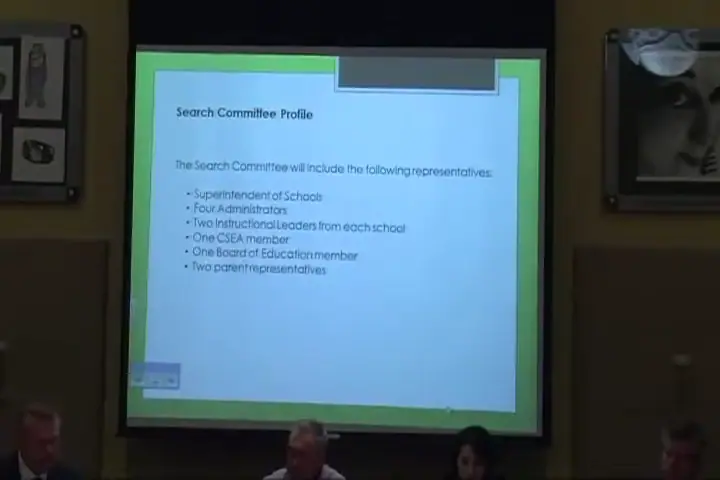 Search Committee Profile
The Search Committee will include the following representatives:
• Superintendent of Schools
• Four Administrators
• Two Instructional Leaders from each school
• One CSEA member
• One Board of Education member
• Two parent representatives